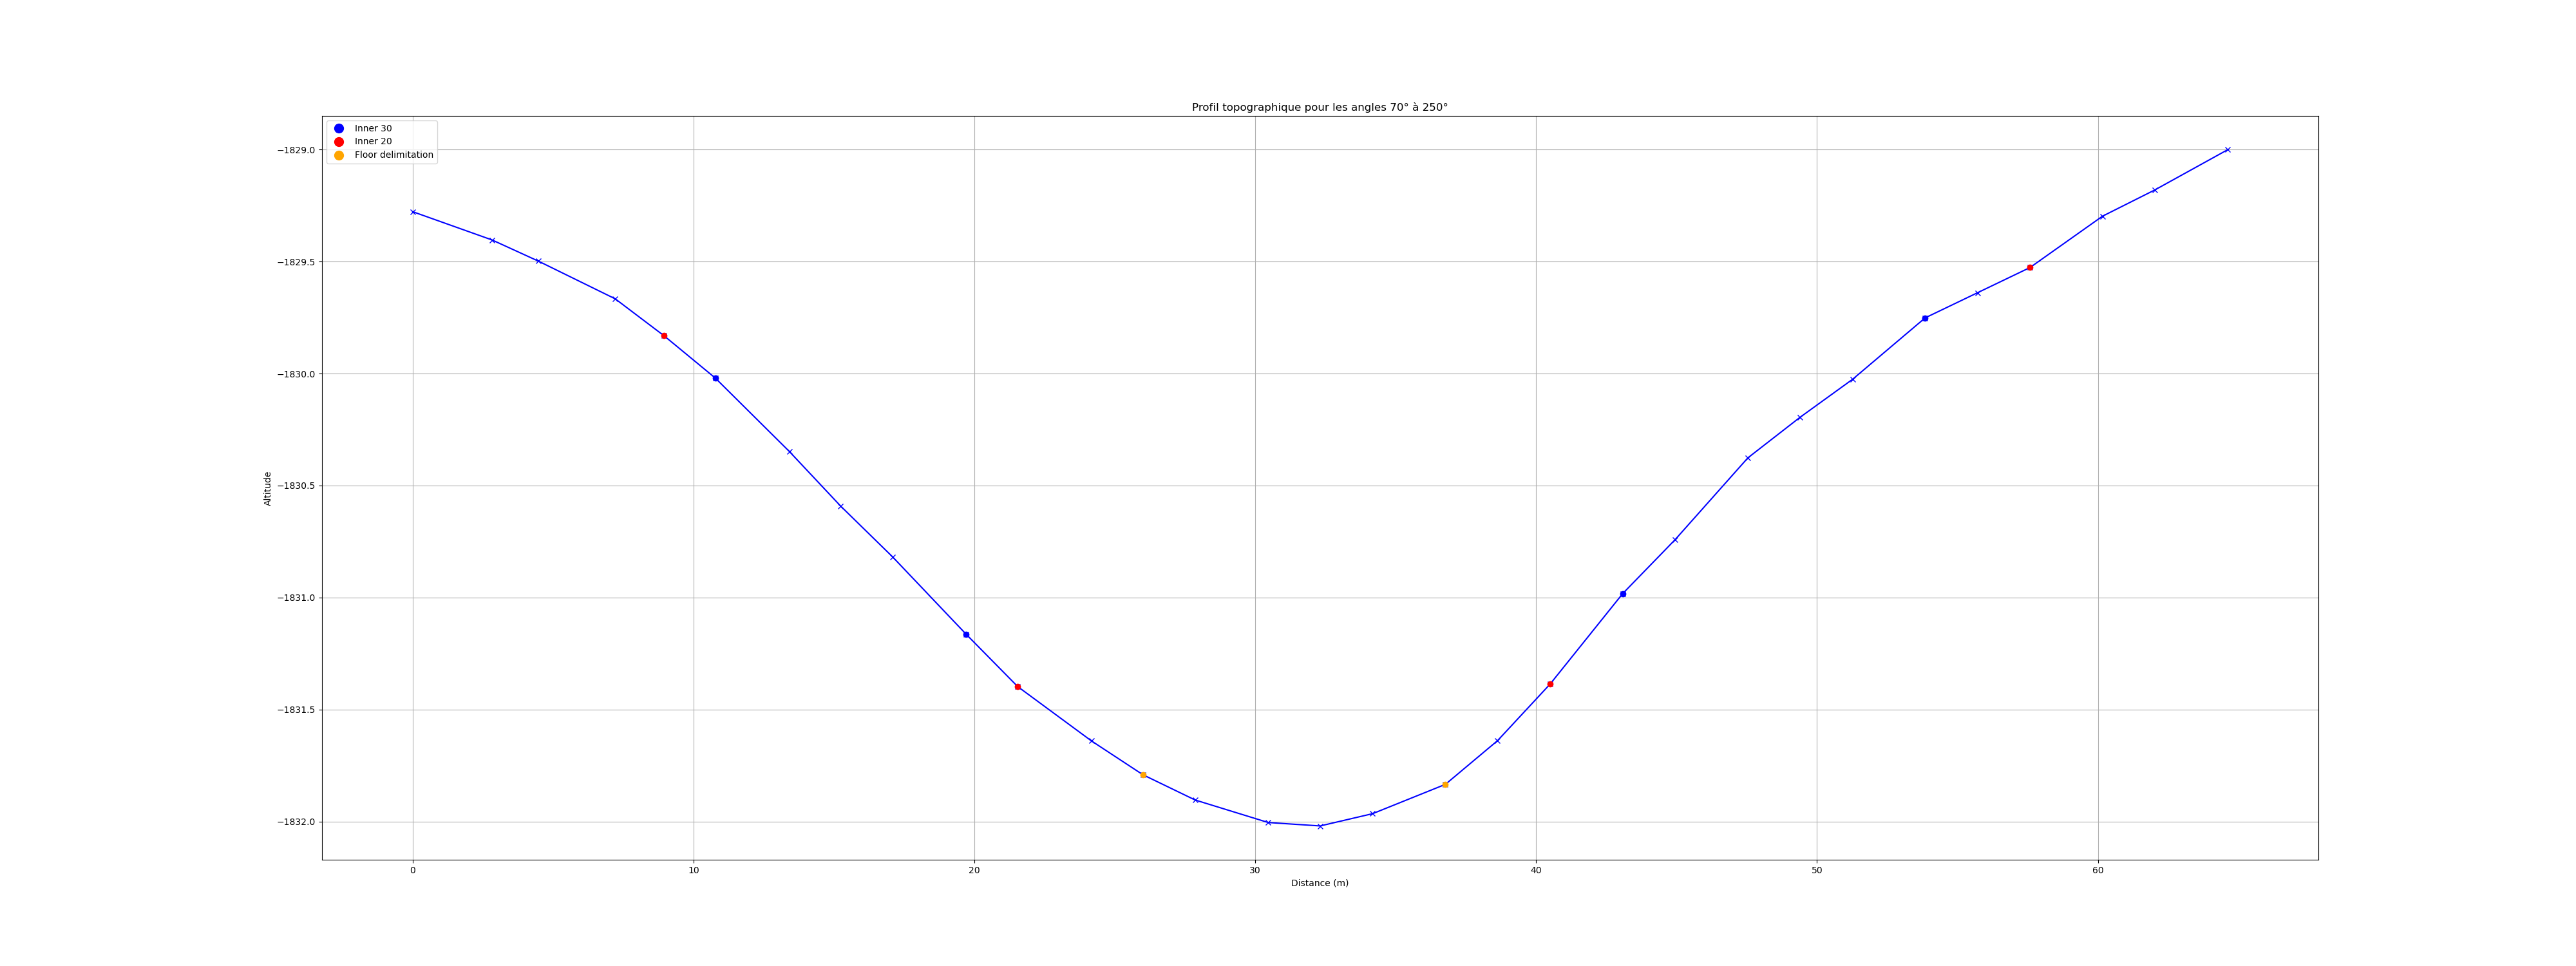 Profil topographique pour les angles 70° à 250°
Inner 30
Inner 20
Floor delimitation
−1829.0
−1829.5
−1830.0
−1830.5
−1831.0
−1831.5
−1832.0
Altitude
0 10 20 30 40 50 60
Distance (m)